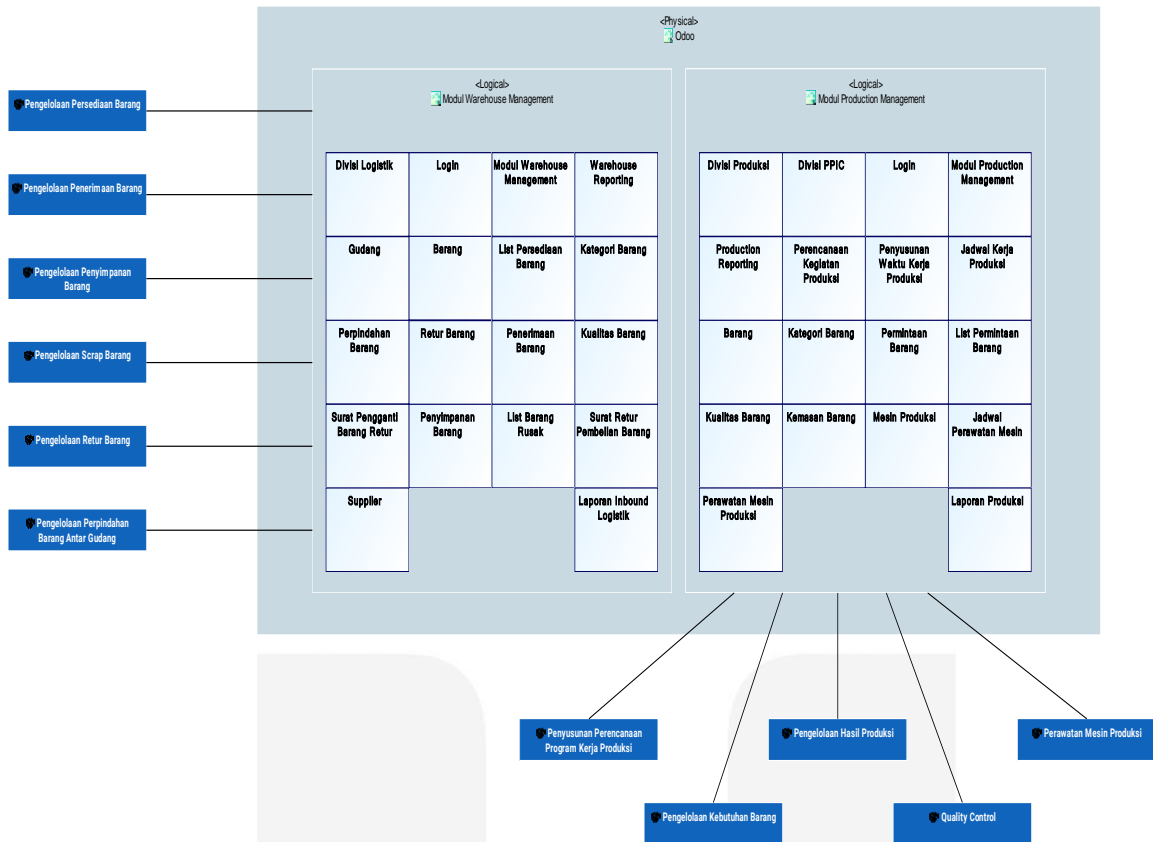 <Physical>
Odoo
<Logical>
Modul Warehouse Management
<Logical>
Modul Production Management
Pengelolaan Persediaan Barang
Pengelolaan Penerimaan Barang
Pengelolaan Penyimpanan
Barang
Pengelolaan Scrap Barang
Pengelolaan Retur Barang
Pengelolaan Perpindahan
Barang Antar Gudang
Divisi Logistik
Login
Modul Warehouse
Management
Warehouse
Reporting
Gudang
Barang
List Persediaan
Barang
Kategori Barang
Perpindahan
Barang
Retur Barang
Penerimaan
Barang
Kualitas Barang
Surat Pengganti
Barang Retur
Penyimpanan
Barang
List Barang
Rusak
Surat Retur
Pembelian Barang
Supplier
Laporan Inbound
Logistik
Divisi Produksi
Divisi PPIC
Login
Modul Production
Management
Production
Reporting
Perencanaan
Kegiatan
Produksi
Penyusunan
Waktu Kerja
Produksi
Jadwal Kerja
Produksi
Barang
Kategori Barang
Permintaan
Barang
List Permintaan
Barang
Kualitas Barang
Kemasan Barang
Mesin Produksi
Jadwal
Perawatan Mesin
Perawatan Mesin
Produksi
Laporan Produksi
Penyusunan Perencanaan
Program Kerja Produksi
Pengelolaan Hasil Produksi
Perawatan Mesin Produksi
Pengelolaan Kebutuhan Barang
Quality Control